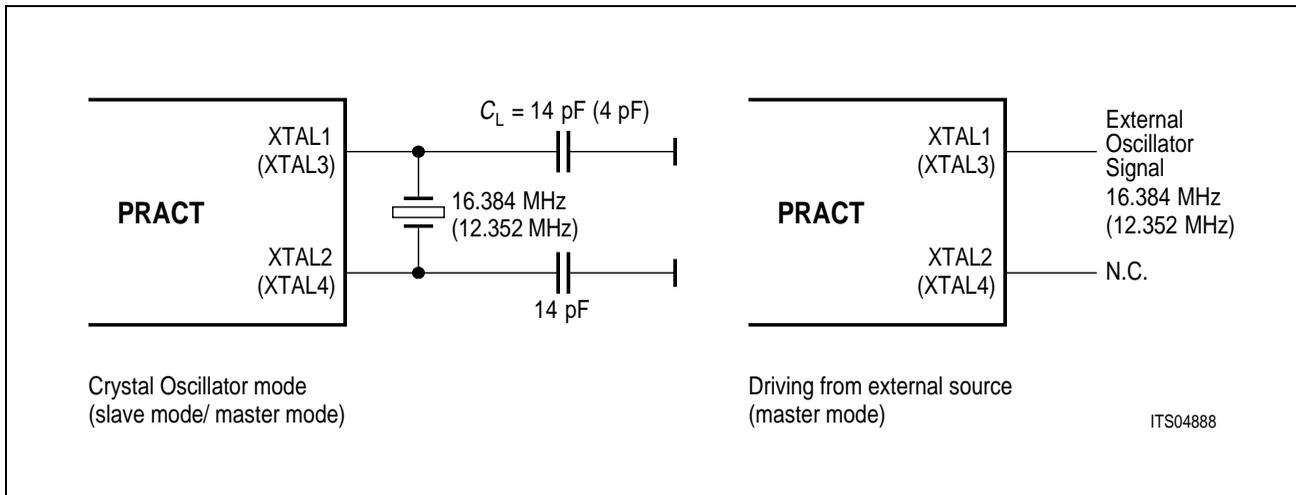 C_L = 14 pF (4 pF)
XTAL1
(XTAL3)
PRACT
16.384 MHz
(12.352 MHz)
XTAL2
(XTAL4)
14 pF
Crystal Oscillator mode
(slave mode/ master mode)
XTAL1
(XTAL3)
External
Oscillator
Signal
16.384 MHz
(12.352 MHz)
PRACT
XTAL2
(XTAL4)
N.C.
Driving from external source
(master mode)
ITS04888